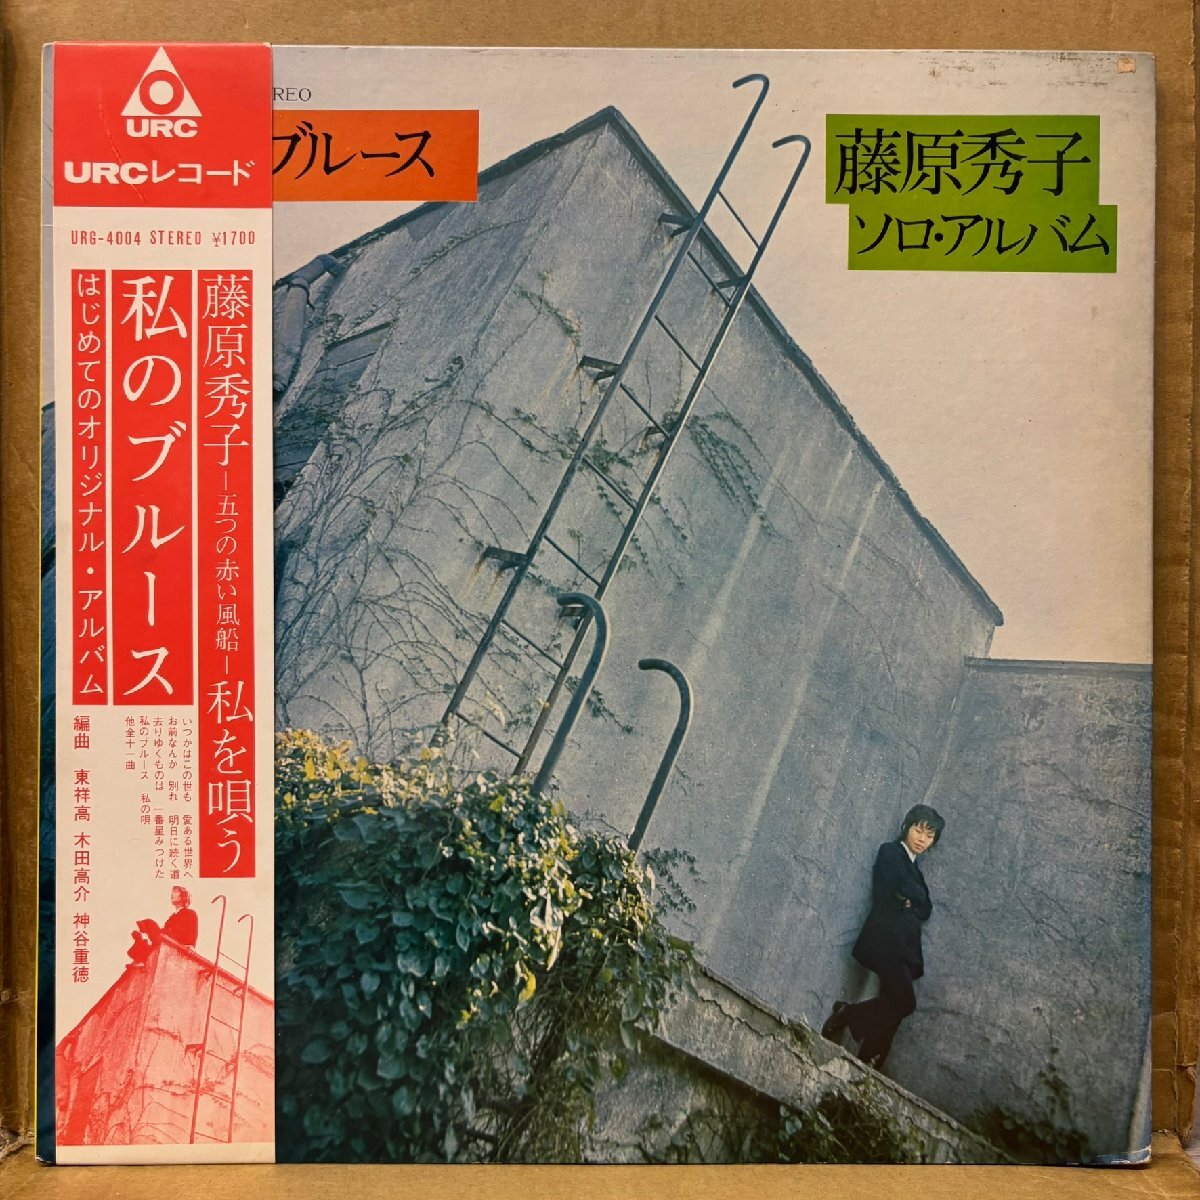 URC
URCレコード
URG-4004 STEREO ¥1700
藤原秀子—五つの赤い風船—私を唄う
私のブルース
はじめてのオリジナル・アルバム
いつかはこの世も 愛ある世界へ
お前なんか 別れ 明日に続く道
去りゆくものは 一番星みつけた
私のブルース 私の唄
他全十一曲
編曲 東祥高 木田高介 神谷重徳
REO
ブルース
藤原秀子
ソロ・アルバム